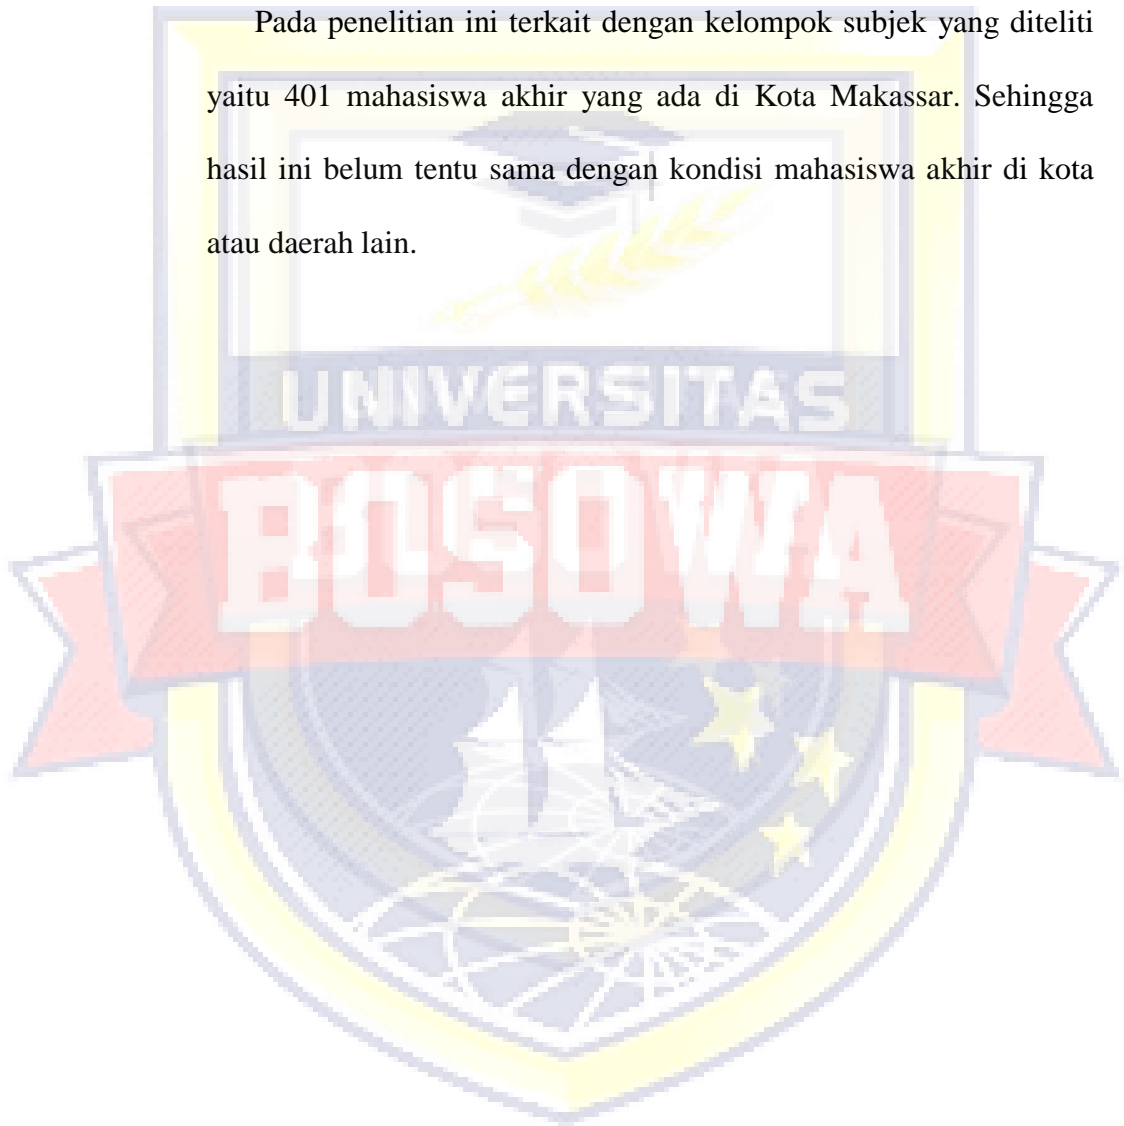 Pada penelitian ini terkait dengan kelompok subjek yang diteliti
yaitu 401 mahasiswa akhir yang ada di Kota Makassar. Sehingga
hasil ini belum tentu sama dengan kondisi mahasiswa akhir di kota
atau daerah lain.
UNIVERSITAS
BOSOWA